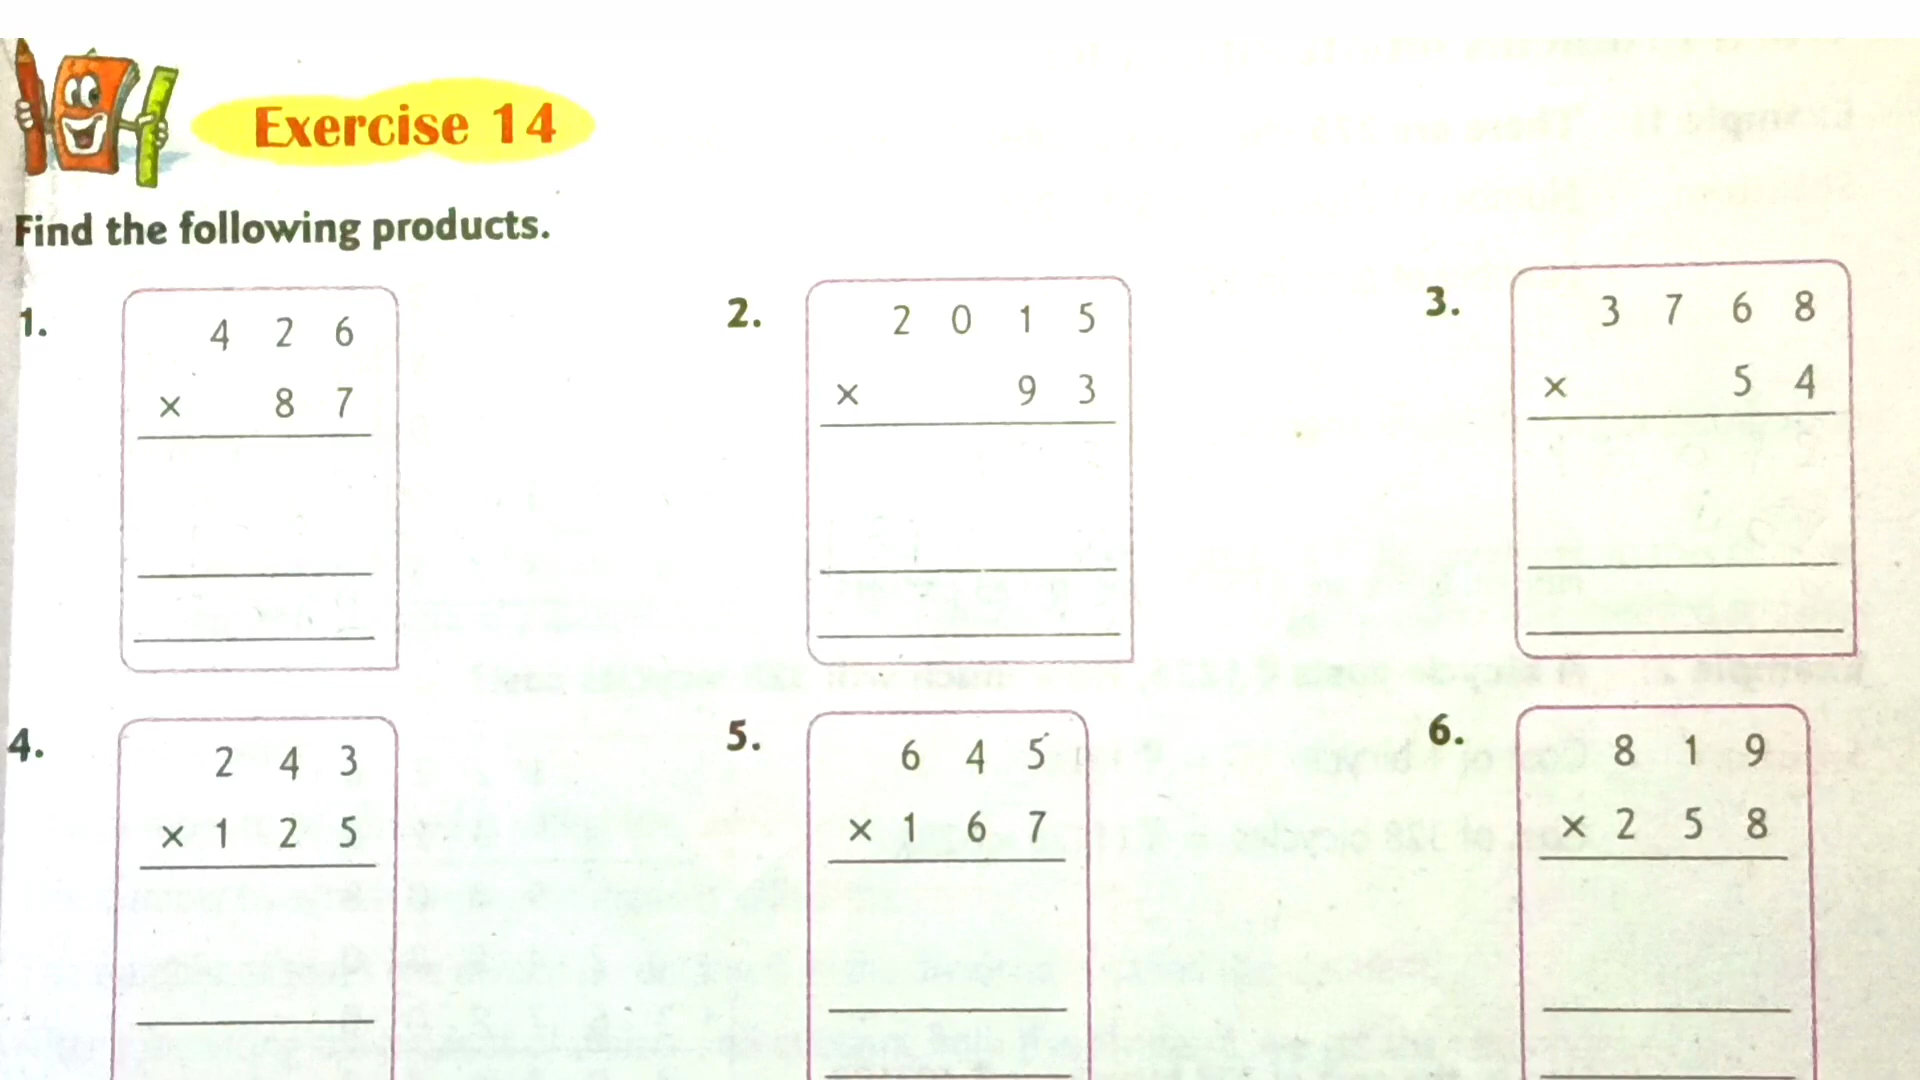 Exercise 14
Find the following products.
1.
4 2 6
× 8 7
2.
2 0 1 5
× 9 3
3.
3 7 6 8
× 5 4
4.
2 4 3
× 1 2 5
5.
6 4 5
× 1 6 7
6.
8 1 9
× 2 5 8